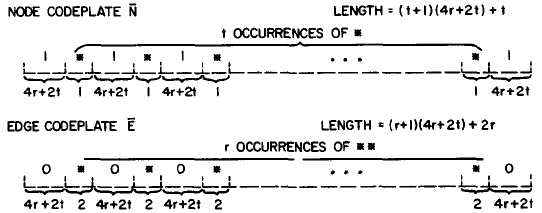 NODE CODEPLATE N̄ LENGTH = (t+1)(4r+2t) + t
t OCCURRENCES OF *
1 * 1 * 1 * ... * 1
4r+2t 1 4r+2t 1 4r+2t 1 1 4r+2t
EDGE CODEPLATE Ē LENGTH = (r+1)(4r+2t) + 2r
r OCCURRENCES OF **
0 * 0 * 0 * ... * 0
4r+2t 2 4r+2t 2 4r+2t 2 2 4r+2t